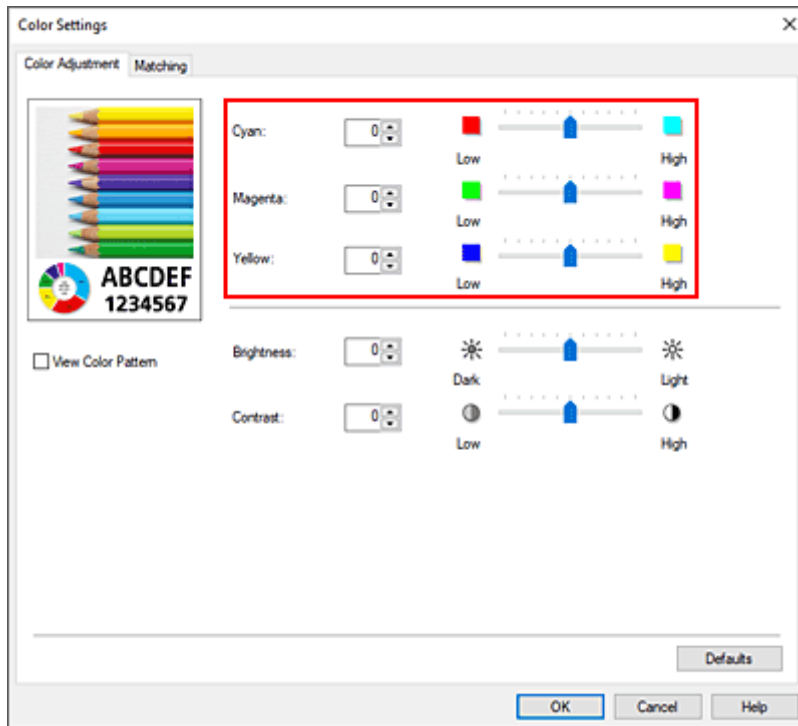 Color Settings
Color Adjustment Matching
Cyan: 0
Low High
Magenta: 0
Low High
Yellow: 0
Low High
ABCDEF
1234567
View Color Pattern
Brightness: 0
Dark Light
Contrast: 0
Low High
Defaults
OK Cancel Help